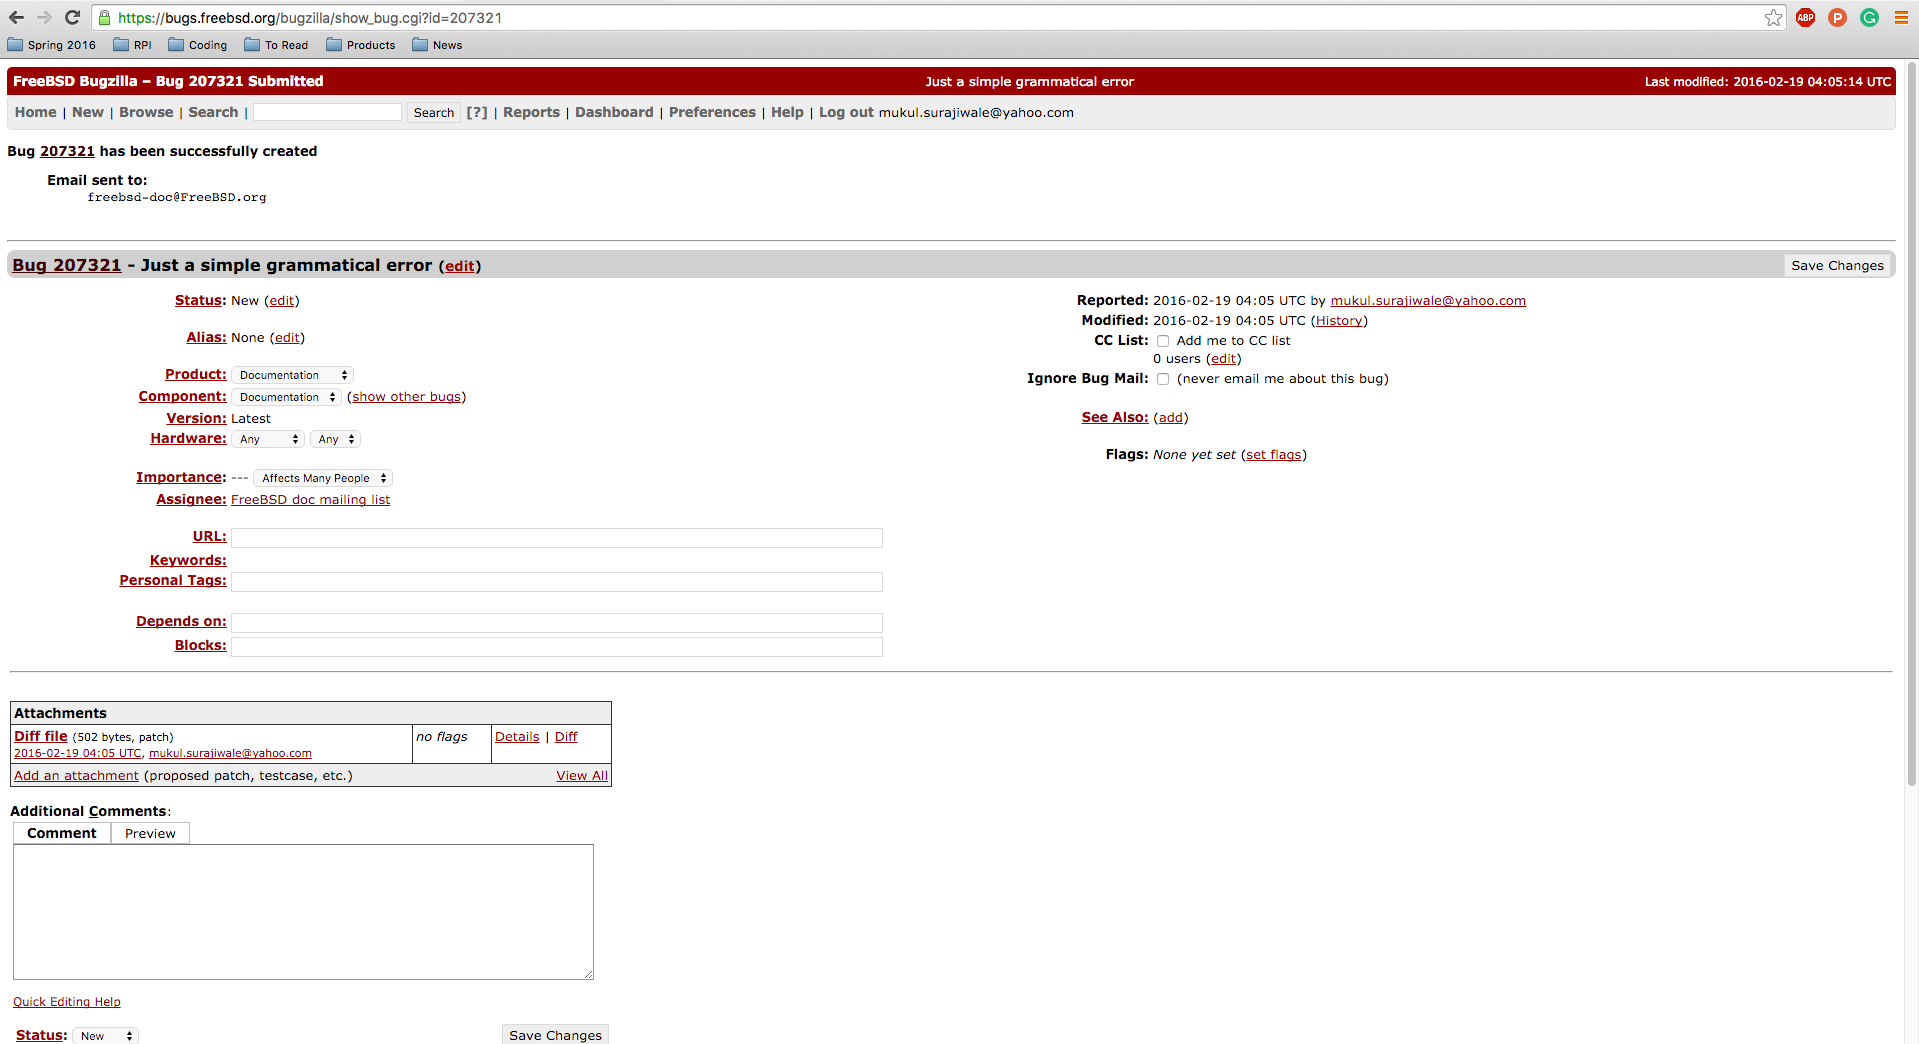 https://bugs.freebsd.org/bugzilla/show_bug.cgi?id=207321
ABP P G
Spring 2016 RPI Coding To Read Products News
FreeBSD Bugzilla – Bug 207321 Submitted Just a simple grammatical error Last modified: 2016-02-19 04:05:14 UTC
Home | New | Browse | Search | Search [?] | Reports | Dashboard | Preferences | Help | Log out mukul.surajiwale@yahoo.com
Bug 207321 has been successfully created
Email sent to:
freebsd-doc@FreeBSD.org
Bug 207321 - Just a simple grammatical error (edit) Save Changes
Status: New (edit)
Alias: None (edit)
Product: Documentation
Component: Documentation (show other bugs)
Version: Latest
Hardware: Any Any
Importance: --- Affects Many People
Assignee: FreeBSD doc mailing list
URL:
Keywords:
Personal Tags:
Depends on:
Blocks:
Reported: 2016-02-19 04:05 UTC by mukul.surajiwale@yahoo.com
Modified: 2016-02-19 04:05 UTC (History)
CC List: Add me to CC list
0 users (edit)
Ignore Bug Mail: (never email me about this bug)
See Also: (add)
Flags: None yet set (set flags)
Attachments
Diff file (502 bytes, patch) no flags Details | Diff
2016-02-19 04:05 UTC, mukul.surajiwale@yahoo.com
Add an attachment (proposed patch, testcase, etc.) View All
Additional Comments:
Comment Preview
Quick Editing Help
Status: New Save Changes